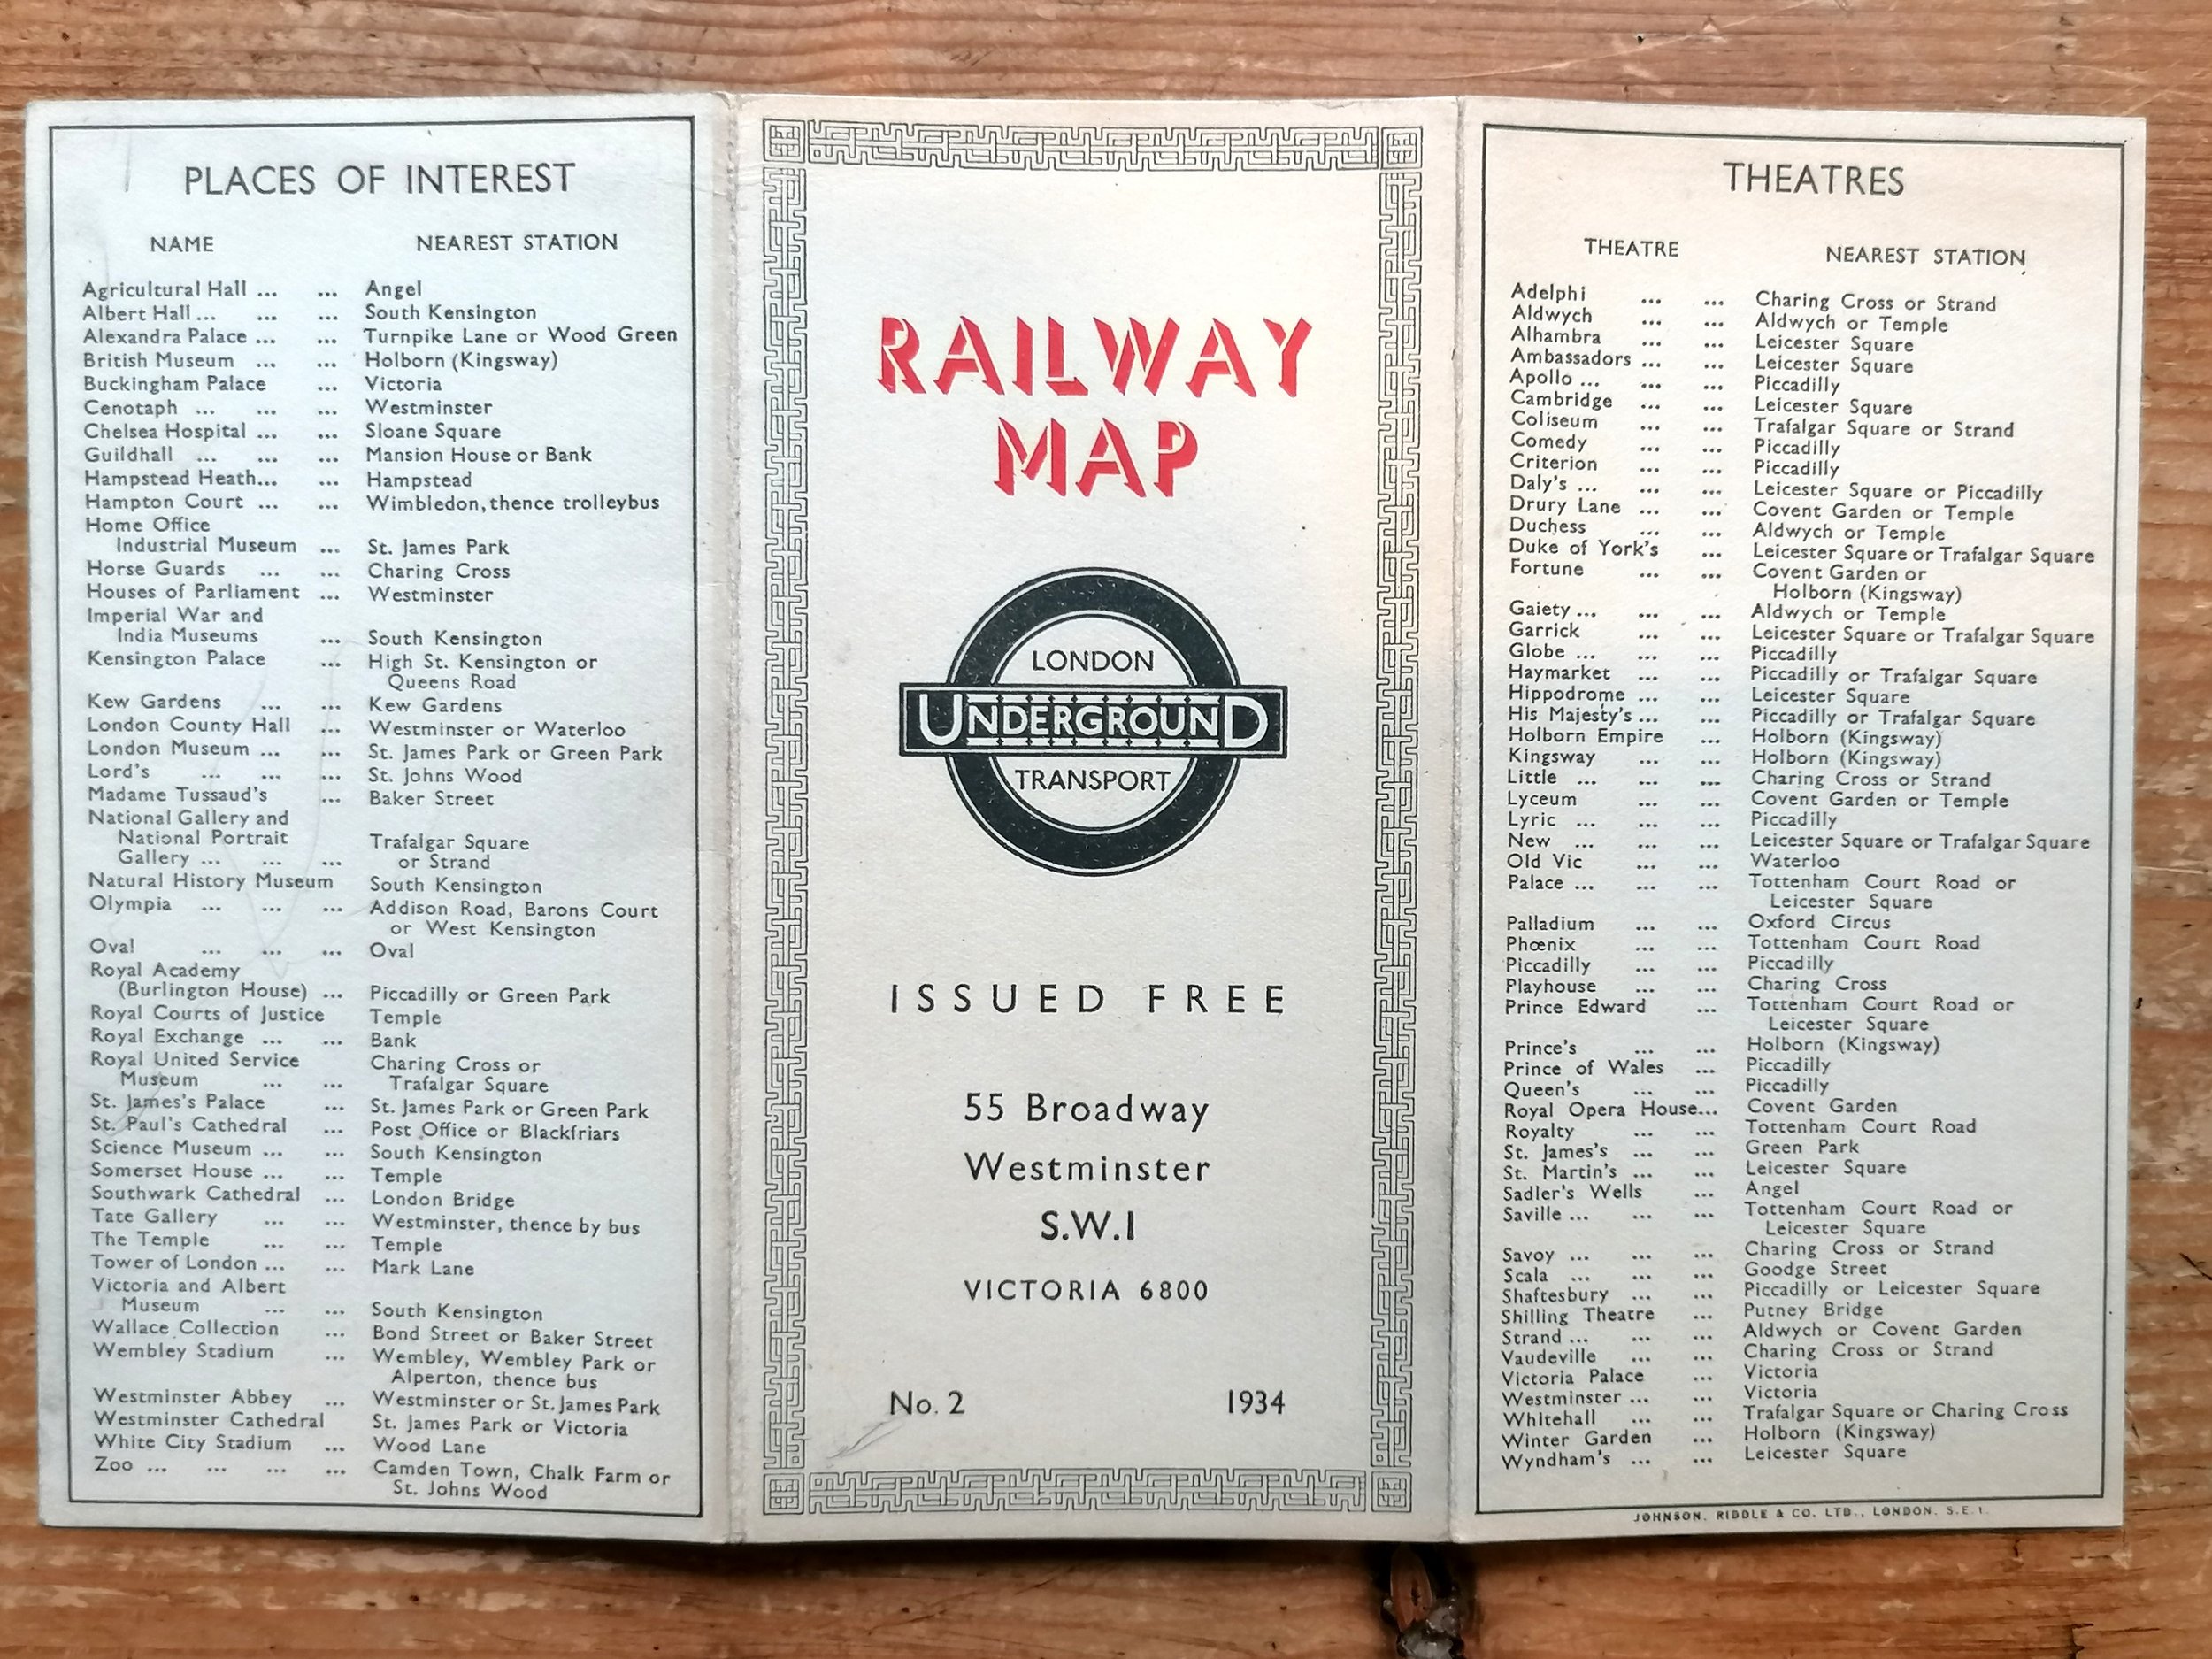 PLACES OF INTEREST
NAME NEAREST STATION
Agricultural Hall ... ... Angel
Albert Hall ... ... ... South Kensington
Alexandra Palace ... ... Turnpike Lane or Wood Green
British Museum ... ... Holborn (Kingsway)
Buckingham Palace ... Victoria
Cenotaph ... ... ... Westminster
Chelsea Hospital ... ... Sloane Square
Guildhall ... ... ... Mansion House or Bank
Hampstead Heath... ... Hampstead
Hampton Court ... ... Wimbledon, thence trolleybus
Home Office
Industrial Museum ... St. James Park
Horse Guards ... ... Charing Cross
Houses of Parliament ... Westminster
Imperial War and
India Museums ... South Kensington
Kensington Palace ... High St. Kensington or
Queens Road
Kew Gardens ... ... Kew Gardens
London County Hall ... Westminster or Waterloo
London Museum ... ... St. James Park or Green Park
Lord's ... ... ... St. Johns Wood
Madame Tussaud's ... Baker Street
National Gallery and
National Portrait Trafalgar Square
Gallery ... ... ... or Strand
Natural History Museum South Kensington
Olympia ... ... ... Addison Road, Barons Court
or West Kensington
Oval ... ... ... Oval
Royal Academy
(Burlington House) ... Piccadilly or Green Park
Royal Courts of Justice Temple
Royal Exchange ... ... Bank
Royal United Service Charing Cross or
Museum ... ... Trafalgar Square
St. James's Palace ... St. James Park or Green Park
St. Paul's Cathedral ... Post Office or Blackfriars
Science Museum ... ... South Kensington
Somerset House ... ... Temple
Southwark Cathedral ... London Bridge
Tate Gallery ... ... Westminster, thence by bus
The Temple ... ... Temple
Tower of London ... ... Mark Lane
Victoria and Albert
Museum ... ... South Kensington
Wallace Collection ... Bond Street or Baker Street
Wembley Stadium ... Wembley, Wembley Park or
Alperton, thence bus
Westminster Abbey ... Westminster or St. James Park
Westminster Cathedral St. James Park or Victoria
White City Stadium ... Wood Lane
Zoo ... ... ... ... Camden Town, Chalk Farm or
St. Johns Wood
RAILWAY
MAP
LONDON
UNDERGROUND
TRANSPORT
ISSUED FREE
55 Broadway
Westminster
S.W.1
VICTORIA 6800
No. 2 1934
THEATRES
THEATRE NEAREST STATION
Adelphi ... ... Charing Cross or Strand
Aldwych ... ... Aldwych or Temple
Alhambra ... ... Leicester Square
Ambassadors ... ... Leicester Square
Apollo ... ... ... Piccadilly
Cambridge ... ... Leicester Square
Coliseum ... ... Trafalgar Square or Strand
Comedy ... ... Piccadilly
Criterion ... ... Piccadilly
Daly's ... ... ... Leicester Square or Piccadilly
Drury Lane ... ... Covent Garden or Temple
Duchess ... ... Aldwych or Temple
Duke of York's ... Leicester Square or Trafalgar Square
Fortune ... ... Covent Garden or
Holborn (Kingsway)
Gaiety ... ... ... Aldwych or Temple
Garrick ... ... Leicester Square or Trafalgar Square
Globe ... ... ... Piccadilly
Haymarket ... ... Piccadilly or Trafalgar Square
Hippodrome ... ... Leicester Square
His Majesty's ... ... Piccadilly or Trafalgar Square
Holborn Empire ... Holborn (Kingsway)
Kingsway ... ... Holborn (Kingsway)
Little ... ... ... Charing Cross or Strand
Lyceum ... ... Covent Garden or Temple
Lyric ... ... ... Piccadilly
New ... ... ... Leicester Square or Trafalgar Square
Old Vic ... ... Waterloo
Palace ... ... ... Tottenham Court Road or
Leicester Square
Palladium ... ... Oxford Circus
Phœnix ... ... Tottenham Court Road
Piccadilly ... ... Piccadilly
Playhouse ... ... Charing Cross
Prince Edward ... Tottenham Court Road or
Leicester Square
Prince's ... ... Holborn (Kingsway)
Prince of Wales ... Piccadilly
Queen's ... ... Piccadilly
Royal Opera House... Covent Garden
Royalty ... ... Tottenham Court Road
St. James's ... ... Green Park
St. Martin's ... ... Leicester Square
Sadler's Wells ... Angel
Saville ... ... ... Tottenham Court Road or
Leicester Square
Savoy ... ... ... Charing Cross or Strand
Scala ... ... ... Goodge Street
Shaftesbury ... ... Piccadilly or Leicester Square
Shilling Theatre ... Putney Bridge
Strand ... ... ... Aldwych or Covent Garden
Vaudeville ... ... Charing Cross or Strand
Victoria Palace ... Victoria
Westminster ... ... Victoria
Whitehall ... ... Trafalgar Square or Charing Cross
Winter Garden ... Holborn (Kingsway)
Wyndham's ... ... Leicester Square
JOHNSON, RIDDLE & CO. LTD., LONDON. S.E.1.